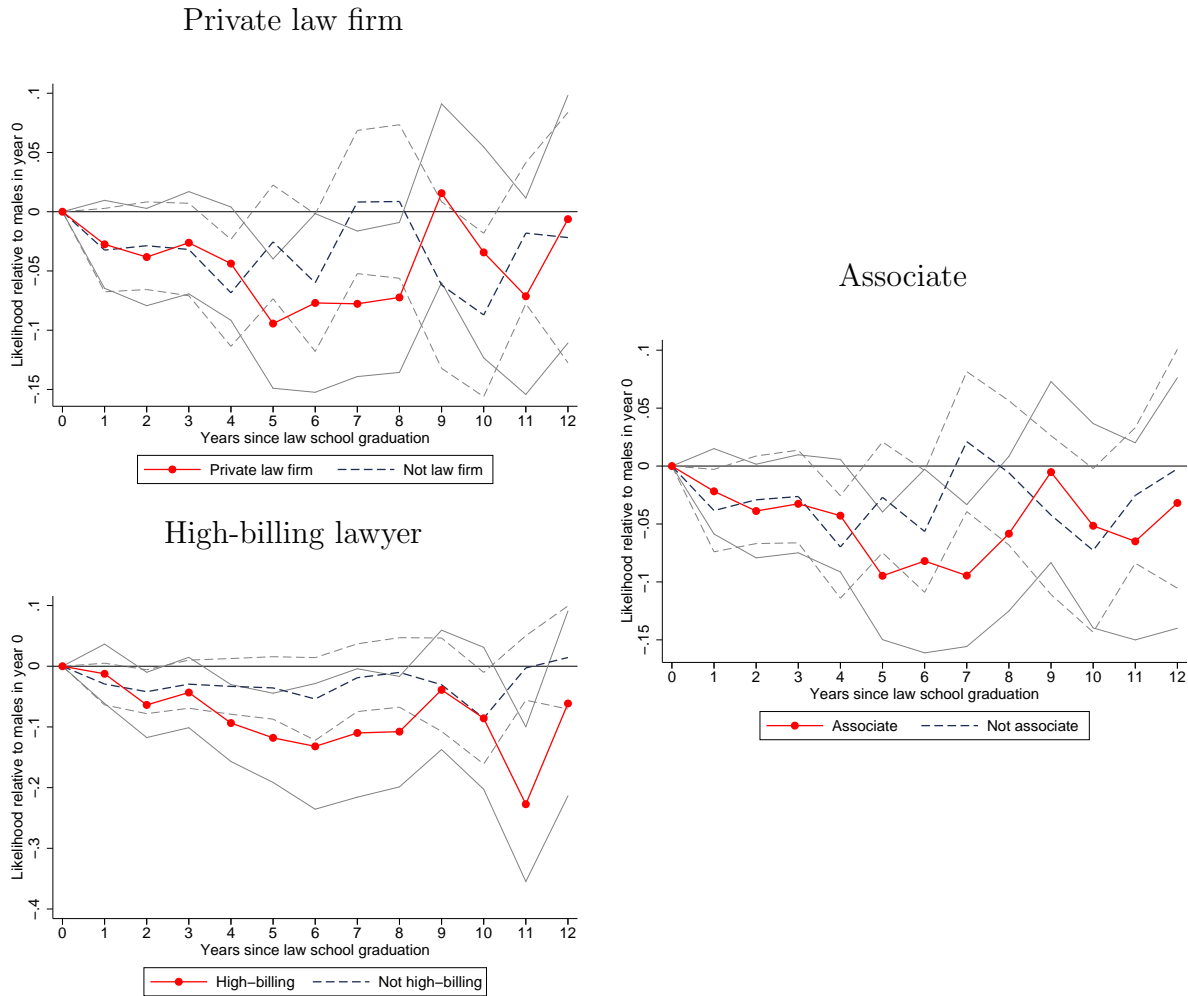 Private law firm
Likelihood relative to males in year 0
.1
.05
0
−.05
−.1
−.15
0 1 2 3 4 5 6 7 8 9 10 11 12
Years since law school graduation
Private law firm Not law firm
High-billing lawyer
Likelihood relative to males in year 0
.1
0
−.1
−.2
−.3
−.4
0 1 2 3 4 5 6 7 8 9 10 11 12
Years since law school graduation
High−billing Not high−billing
Associate
Likelihood relative to males in year 0
.1
.05
0
−.05
−.1
−.15
0 1 2 3 4 5 6 7 8 9 10 11 12
Years since law school graduation
Associate Not associate